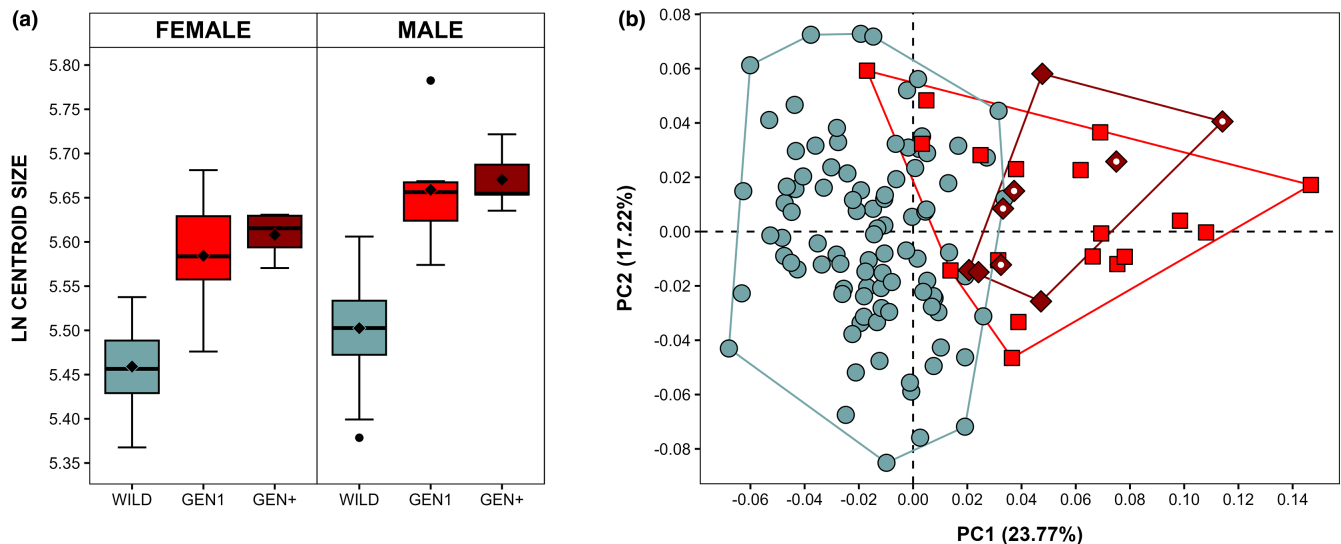 (a)
FEMALE MALE
LN CENTROID SIZE
5.80
5.75
5.70
5.65
5.60
5.55
5.50
5.45
5.40
5.35
WILD GEN1 GEN+ WILD GEN1 GEN+
(b)
PC2 (17.22%)
0.08
0.06
0.04
0.02
0.00
-0.02
-0.04
-0.06
-0.08
-0.06 -0.04 -0.02 0.00 0.02 0.04 0.06 0.08 0.10 0.12 0.14
PC1 (23.77%)